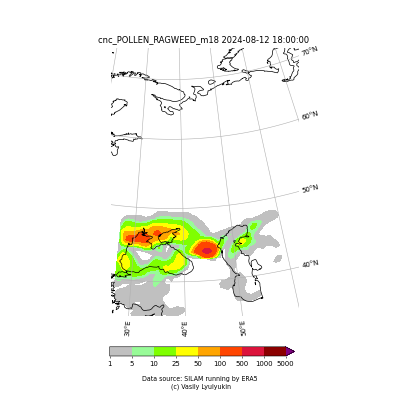 cnc_POLLEN_RAGWEED_m18 2024-08-12 18:00:00
70°N
60°N
50°N
40°N
30°E
40°E
50°E
1 5 10 25 50 100 500 1000 5000
Data source: SILAM running by ERA5
(c) Vasily Lyulyukin